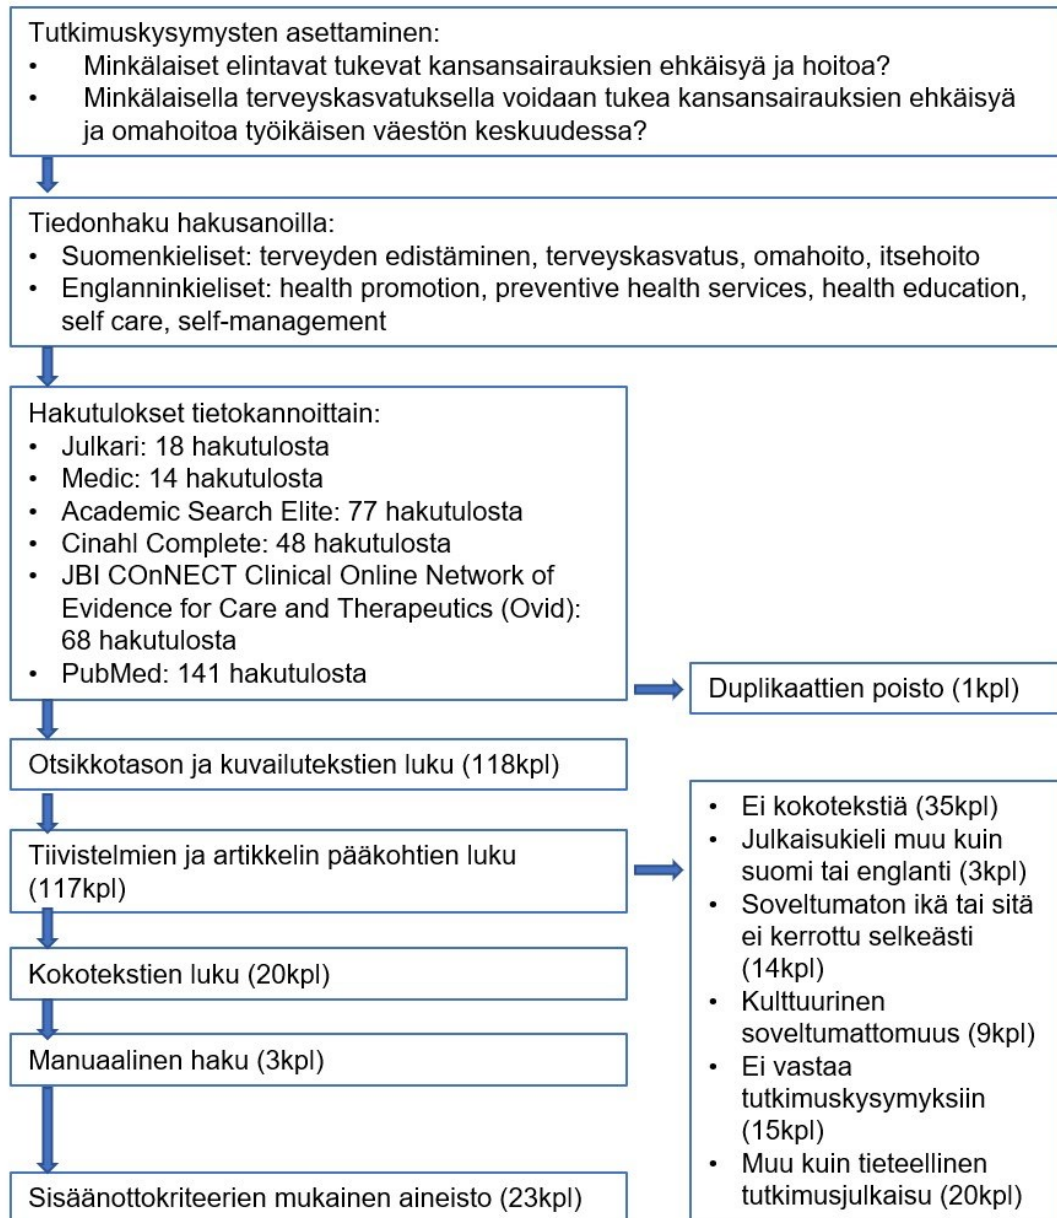 Tutkimuskysymysten asettaminen:
• Minkälaiset elintavat tukevat kansansairauksien ehkäisyä ja hoitoa?
• Minkälaisella terveyskasvatuksella voidaan tukea kansansairauksien ehkäisyä
ja omahoitoa työikäisen väestön keskuudessa?
Tiedonhaku hakusanoilla:
• Suomenkieliset: terveyden edistäminen, terveyskasvatus, omahoito, itsehoito
• Englanninkieliset: health promotion, preventive health services, health education,
self care, self-management
Hakutulokset tietokannoittain:
• Julkari: 18 hakutulosta
• Medic: 14 hakutulosta
• Academic Search Elite: 77 hakutulosta
• Cinahl Complete: 48 hakutulosta
• JBI COnNECT Clinical Online Network of
Evidence for Care and Therapeutics (Ovid):
68 hakutulosta
• PubMed: 141 hakutulosta
Duplikaattien poisto (1kpl)
Otsikkotason ja kuvailutekstien luku (118kpl)
Tiivistelmien ja artikkelin pääkohtien luku
(117kpl)
• Ei kokotekstiä (35kpl)
• Julkaisukieli muu kuin
suomi tai englanti (3kpl)
• Soveltumaton ikä tai sitä
ei kerrottu selkeästi
(14kpl)
• Kulttuurinen
soveltumattomuus (9kpl)
• Ei vastaa
tutkimuskysymyksiin
(15kpl)
• Muu kuin tieteellinen
tutkimusjulkaisu (20kpl)
Kokotekstien luku (20kpl)
Manuaalinen haku (3kpl)
Sisäänottokriteerien mukainen aineisto (23kpl)